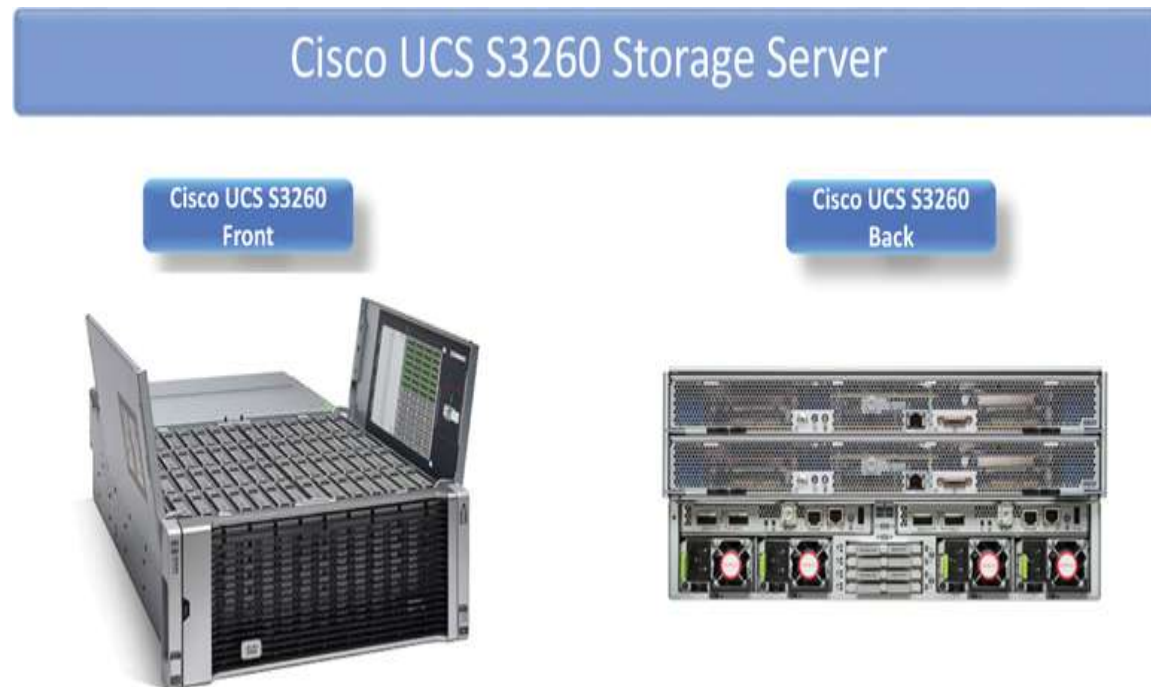 Cisco UCS S3260 Storage Server
Cisco UCS S3260
Front
Cisco UCS S3260
Back